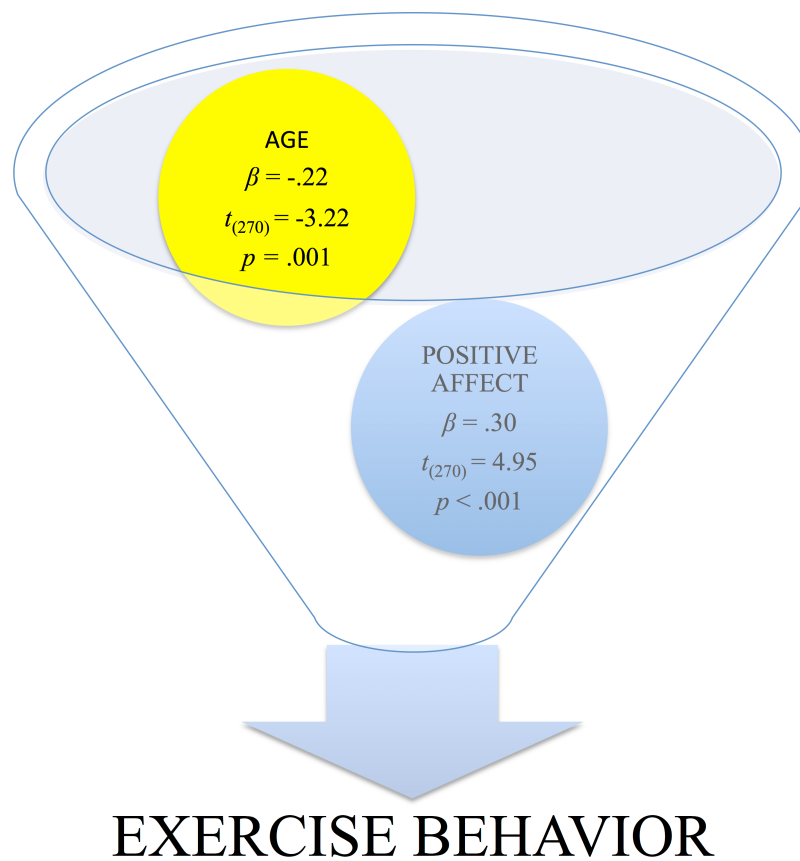 AGE
β = -.22
t(270) = -3.22
p = .001
POSITIVE
AFFECT
β = .30
t(270) = 4.95
p < .001
EXERCISE BEHAVIOR